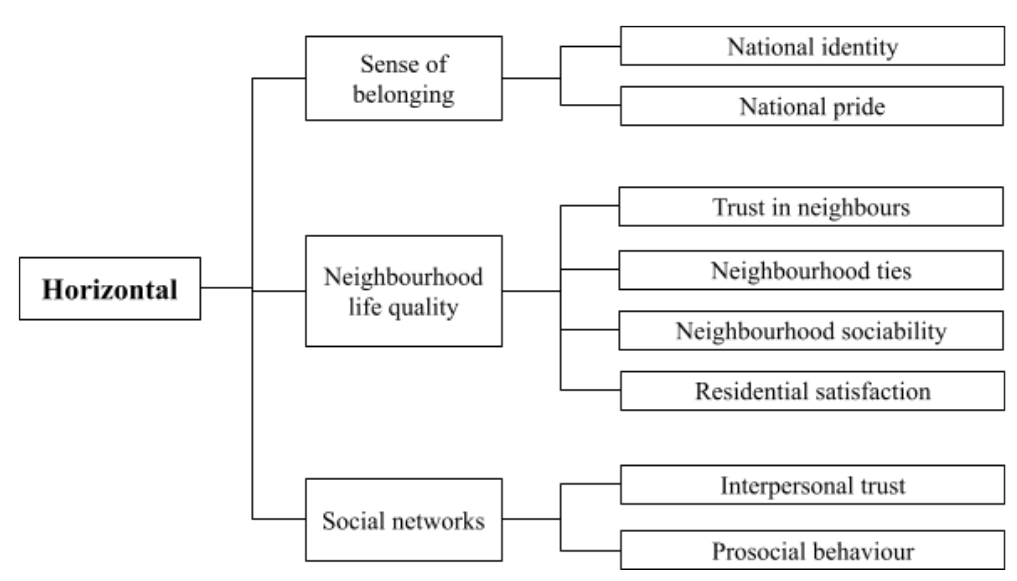 Horizontal
Sense of
belonging
National identity
National pride
Neighbourhood
life quality
Trust in neighbours
Neighbourhood ties
Neighbourhood sociability
Residential satisfaction
Social networks
Interpersonal trust
Prosocial behaviour